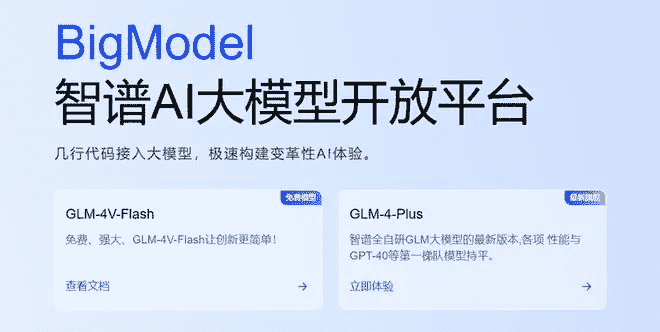 BigModel
智谱AI大模型开放平台
几行代码接入大模型，极速构建变革性AI体验。
免费模型
GLM-4V-Flash
免费、强大、GLM-4V-Flash让创新更简单！
查看文档
GLM-4-Plus
智谱全自研GLM大模型的最新版本,各项 性能与
GPT-40等第一梯队模型持平。
立即体验